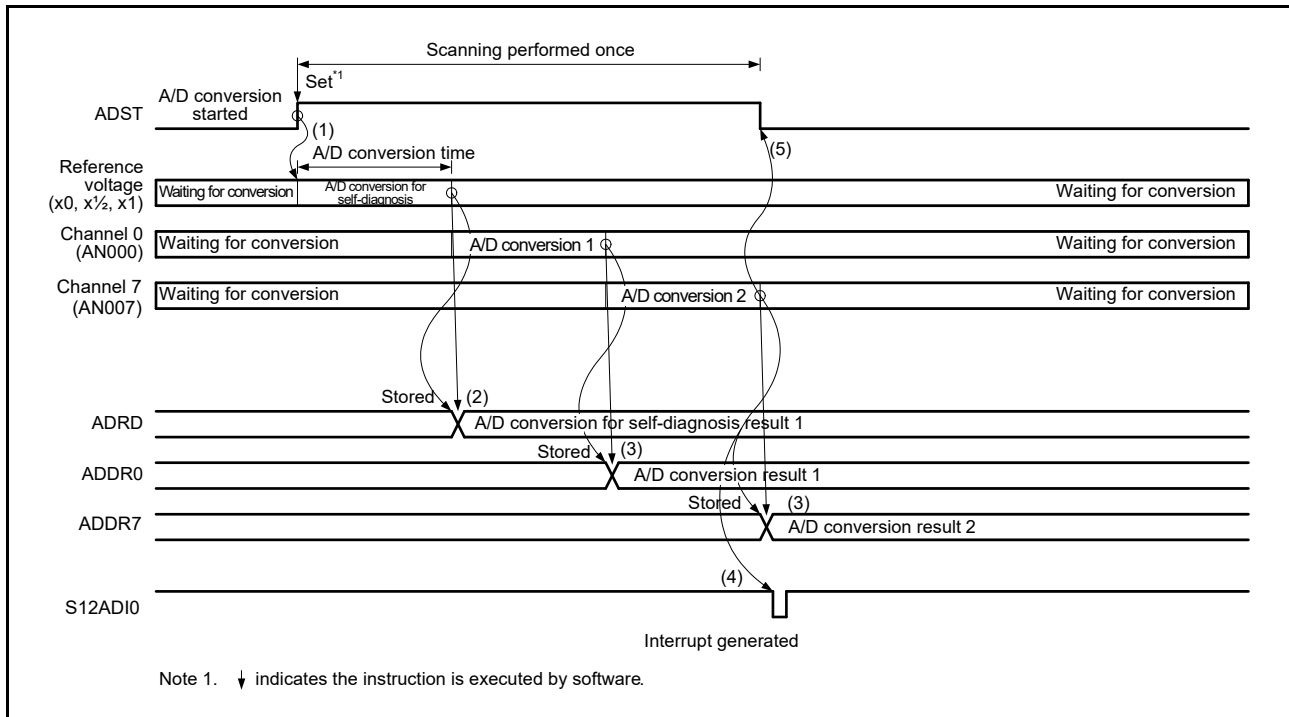 Scanning performed once
Set*1
A/D conversion
started
ADST
(1)
(5)
A/D conversion time
Reference
voltage
(x0, x½, x1)
Waiting for conversion
A/D conversion for
self-diagnosis
Waiting for conversion
Channel 0
(AN000)
Waiting for conversion
A/D conversion 1
Waiting for conversion
Channel 7
(AN007)
Waiting for conversion
A/D conversion 2
Waiting for conversion
Stored
(2)
ADRD
A/D conversion for self-diagnosis result 1
Stored
(3)
ADDR0
A/D conversion result 1
Stored
(3)
ADDR7
A/D conversion result 2
(4)
S12ADI0
Interrupt generated
Note 1. indicates the instruction is executed by software.